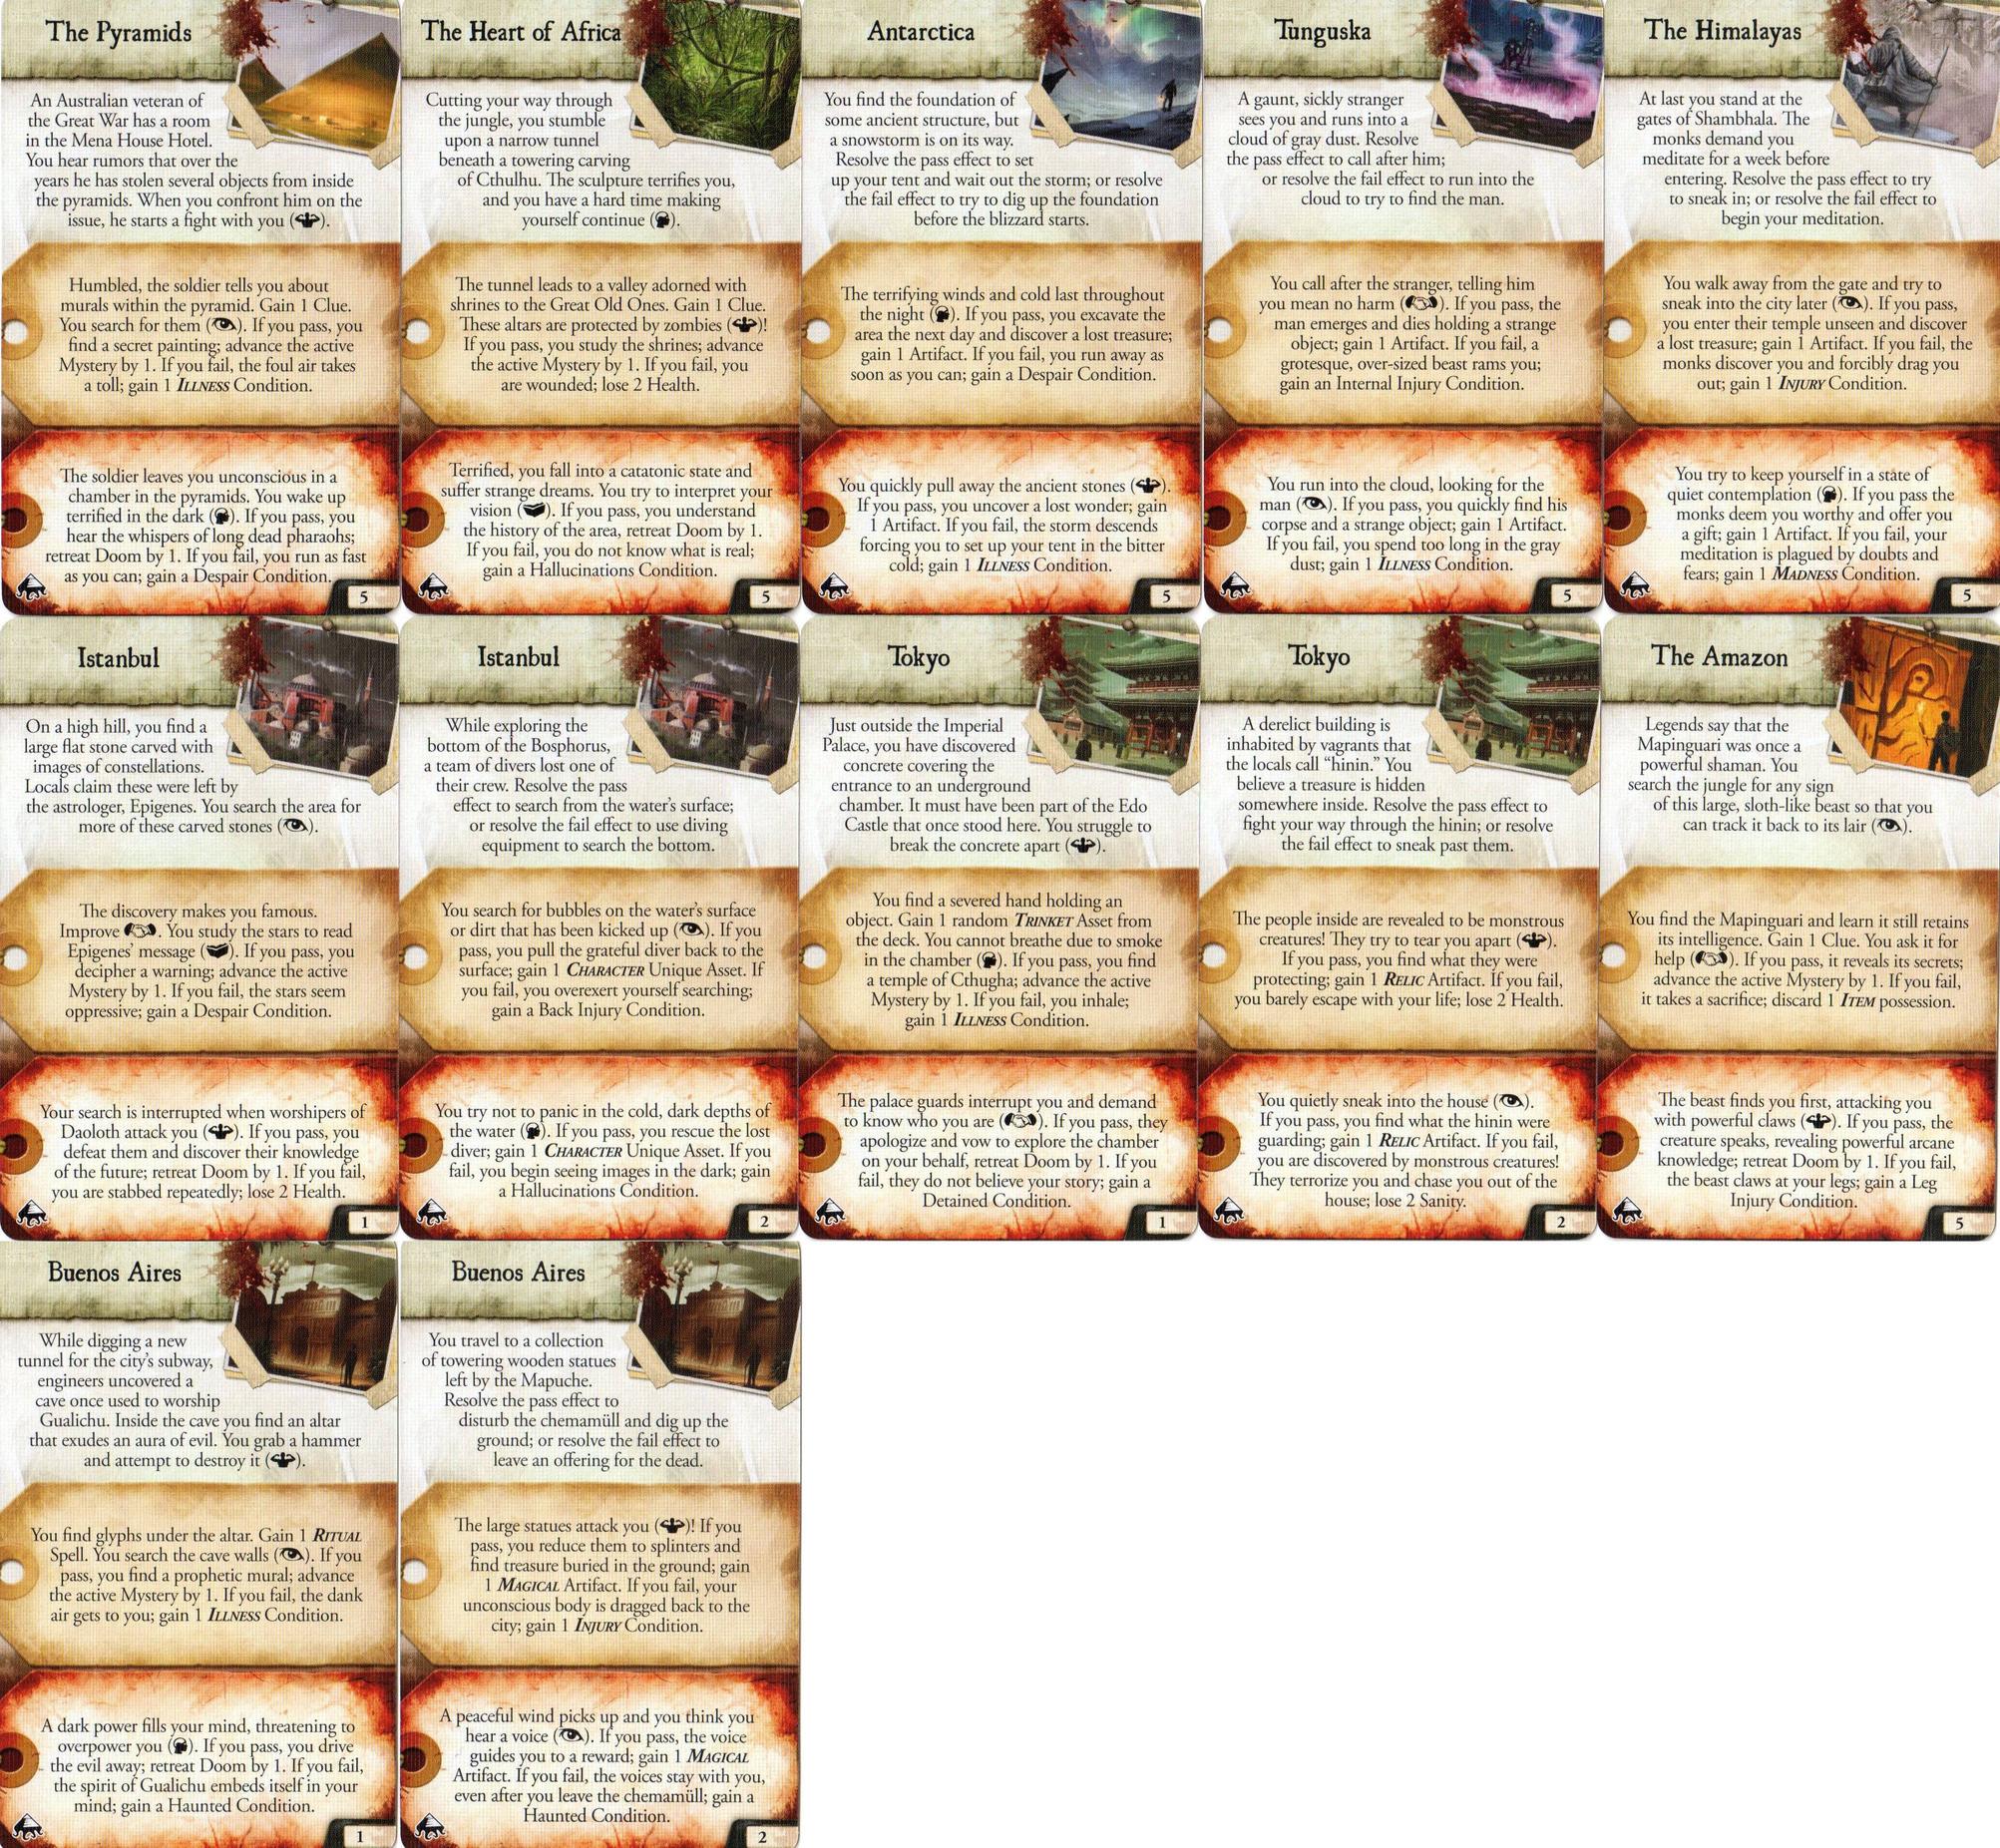 The Pyramids
An Australian veteran of
the Great War has a room
in the Mena House Hotel.
You hear rumors that over the
years he has stolen several objects from inside
the pyramids. When you confront him on the
issue, he starts a fight with you ( ).
Humbled, the soldier tells you about
murals within the pyramid. Gain 1 Clue.
You search for them ( ). If you pass, you
find a secret painting; advance the active
Mystery by 1. If you fail, the foul air takes
a toll; gain 1 ILLNESS Condition.
The soldier leaves you unconscious in a
chamber in the pyramids. You wake up
terrified in the dark ( ). If you pass, you
hear the whispers of long dead pharaohs;
retreat Doom by 1. If you fail, you run as fast
as you can; gain a Despair Condition.
5
The Heart of Africa
Cutting your way through
the jungle, you stumble
upon a narrow tunnel
beneath a towering carving
of Cthulhu. The sculpture terrifies you,
and you have a hard time making
yourself continue ( ).
The tunnel leads to a valley adorned with
shrines to the Great Old Ones. Gain 1 Clue.
These altars are protected by zombies ( )!
If you pass, you study the shrines; advance
the active Mystery by 1. If you fail, you
are wounded; lose 2 Health.
Terrified, you fall into a catatonic state and
suffer strange dreams. You try to interpret your
vision ( ). If you pass, you understand
the history of the area, retreat Doom by 1.
If you fail, you do not know what is real;
gain a Hallucinations Condition.
5
Antarctica
You find the foundation of
some ancient structure, but
a snowstorm is on its way.
Resolve the pass effect to set
up your tent and wait out the storm; or resolve
the fail effect to try to dig up the foundation
before the blizzard starts.
The terrifying winds and cold last throughout
the night ( ). If you pass, you excavate the
area the next day and discover a lost treasure;
gain 1 Artifact. If you fail, you run away as
soon as you can; gain a Despair Condition.
You quickly pull away the ancient stones ( ).
If you pass, you uncover a lost wonder; gain
1 Artifact. If you fail, the storm descends
forcing you to set up your tent in the bitter
cold; gain 1 ILLNESS Condition.
5
Tunguska
A gaunt, sickly stranger
sees you and runs into a
cloud of gray dust. Resolve
the pass effect to call after him;
or resolve the fail effect to run into the
cloud to try to find the man.
You call after the stranger, telling him
you mean no harm ( ). If you pass, the
man emerges and dies holding a strange
object; gain 1 Artifact. If you fail, a
grotesque, over-sized beast rams you;
gain an Internal Injury Condition.
You run into the cloud, looking for the
man ( ). If you pass, you quickly find his
corpse and a strange object; gain 1 Artifact.
If you fail, you spend too long in the gray
dust; gain 1 ILLNESS Condition.
5
The Himalayas
At last you stand at the
gates of Shambhala. The
monks demand you
meditate for a week before
entering. Resolve the pass effect to try
to sneak in; or resolve the fail effect to
begin your meditation.
You walk away from the gate and try to
sneak into the city later ( ). If you pass,
you enter their temple unseen and discover
a lost treasure; gain 1 Artifact. If you fail, the
monks discover you and forcibly drag you
out; gain 1 INJURY Condition.
You try to keep yourself in a state of
quiet contemplation ( ). If you pass the
monks deem you worthy and offer you
a gift; gain 1 Artifact. If you fail, your
meditation is plagued by doubts and
fears; gain 1 MADNESS Condition.
5
Istanbul
On a high hill, you find a
large flat stone carved with
images of constellations.
Locals claim these were left by
the astrologer, Epigenes. You search the area for
more of these carved stones ( ).
The discovery makes you famous.
Improve . You study the stars to read
Epigenes' message ( ). If you pass, you
decipher a warning; advance the active
Mystery by 1. If you fail, the stars seem
oppressive; gain a Despair Condition.
Your search is interrupted when worshipers of
Daoloth attack you ( ). If you pass, you
defeat them and discover their knowledge
of the future; retreat Doom by 1. If you fail,
you are stabbed repeatedly; lose 2 Health.
1
Istanbul
While exploring the
bottom of the Bosphorus,
a team of divers lost one of
their crew. Resolve the pass
effect to search from the water's surface;
or resolve the fail effect to use diving
equipment to search the bottom.
You search for bubbles on the water's surface
or dirt that has been kicked up ( ). If you
pass, you pull the grateful diver back to the
surface; gain 1 CHARACTER Unique Asset. If
you fail, you overexert yourself searching;
gain a Back Injury Condition.
You try not to panic in the cold, dark depths of
the water ( ). If you pass, you rescue the lost
diver; gain 1 CHARACTER Unique Asset. If you
fail, you begin seeing images in the dark; gain
a Hallucinations Condition.
2
Tokyo
Just outside the Imperial
Palace, you have discovered
concrete covering the
entrance to an underground
chamber. It must have been part of the Edo
Castle that once stood here. You struggle to
break the concrete apart ( ).
You find a severed hand holding an
object. Gain 1 random TRINKET Asset from
the deck. You cannot breathe due to smoke
in the chamber ( ). If you pass, you find
a temple of Cthugha; advance the active
Mystery by 1. If you fail, you inhale;
gain 1 ILLNESS Condition.
The palace guards interrupt you and demand
to know who you are ( ). If you pass, they
apologize and vow to explore the chamber
on your behalf, retreat Doom by 1. If you
fail, they do not believe your story; gain a
Detained Condition.
1
Tokyo
A derelict building is
inhabited by vagrants that
the locals call “hinin.” You
believe a treasure is hidden
somewhere inside. Resolve the pass effect to
fight your way through the hinin; or resolve
the fail effect to sneak past them.
The people inside are revealed to be monstrous
creatures! They try to tear you apart ( ).
If you pass, you find what they were
protecting; gain 1 RELIC Artifact. If you fail,
you barely escape with your life; lose 2 Health.
You quietly sneak into the house ( ).
If you pass, you find what the hinin were
guarding; gain 1 RELIC Artifact. If you fail,
you are discovered by monstrous creatures!
They terrorize you and chase you out of the
house; lose 2 Sanity.
2
The Amazon
Legends say that the
Mapinguari was once a
powerful shaman. You
search the jungle for any sign
of this large, sloth-like beast so that you
can track it back to its lair ( ).
You find the Mapinguari and learn it still retains
its intelligence. Gain 1 Clue. You ask it for
help ( ). If you pass, it reveals its secrets;
advance the active Mystery by 1. If you fail,
it takes a sacrifice; discard 1 ITEM possession.
The beast finds you first, attacking you
with powerful claws ( ). If you pass, the
creature speaks, revealing powerful arcane
knowledge; retreat Doom by 1. If you fail,
the beast claws at your legs; gain a Leg
Injury Condition.
5
Buenos Aires
While digging a new
tunnel for the city's subway,
engineers uncovered a
cave once used to worship
Gualichu. Inside the cave you find an altar
that exudes an aura of evil. You grab a hammer
and attempt to destroy it ( ).
You find glyphs under the altar. Gain 1 RITUAL
Spell. You search the cave walls ( ). If you
pass, you find a prophetic mural; advance
the active Mystery by 1. If you fail, the dank
air gets to you; gain 1 ILLNESS Condition.
A dark power fills your mind, threatening to
overpower you ( ). If you pass, you drive
the evil away; retreat Doom by 1. If you fail,
the spirit of Gualichu embeds itself in your
mind; gain a Haunted Condition.
1
Buenos Aires
You travel to a collection
of towering wooden statues
left by the Mapuche.
Resolve the pass effect to
disturb the chemamüll and dig up the
ground; or resolve the fail effect to
leave an offering for the dead.
The large statues attack you ( )! If you
pass, you reduce them to splinters and
find treasure buried in the ground; gain
1 MAGICAL Artifact. If you fail, your
unconscious body is dragged back to the
city; gain 1 INJURY Condition.
A peaceful wind picks up and you think you
hear a voice ( ). If you pass, the voice
guides you to a reward; gain 1 MAGICAL
Artifact. If you fail, the voices stay with you,
even after you leave the chemamüll; gain a
Haunted Condition.
2